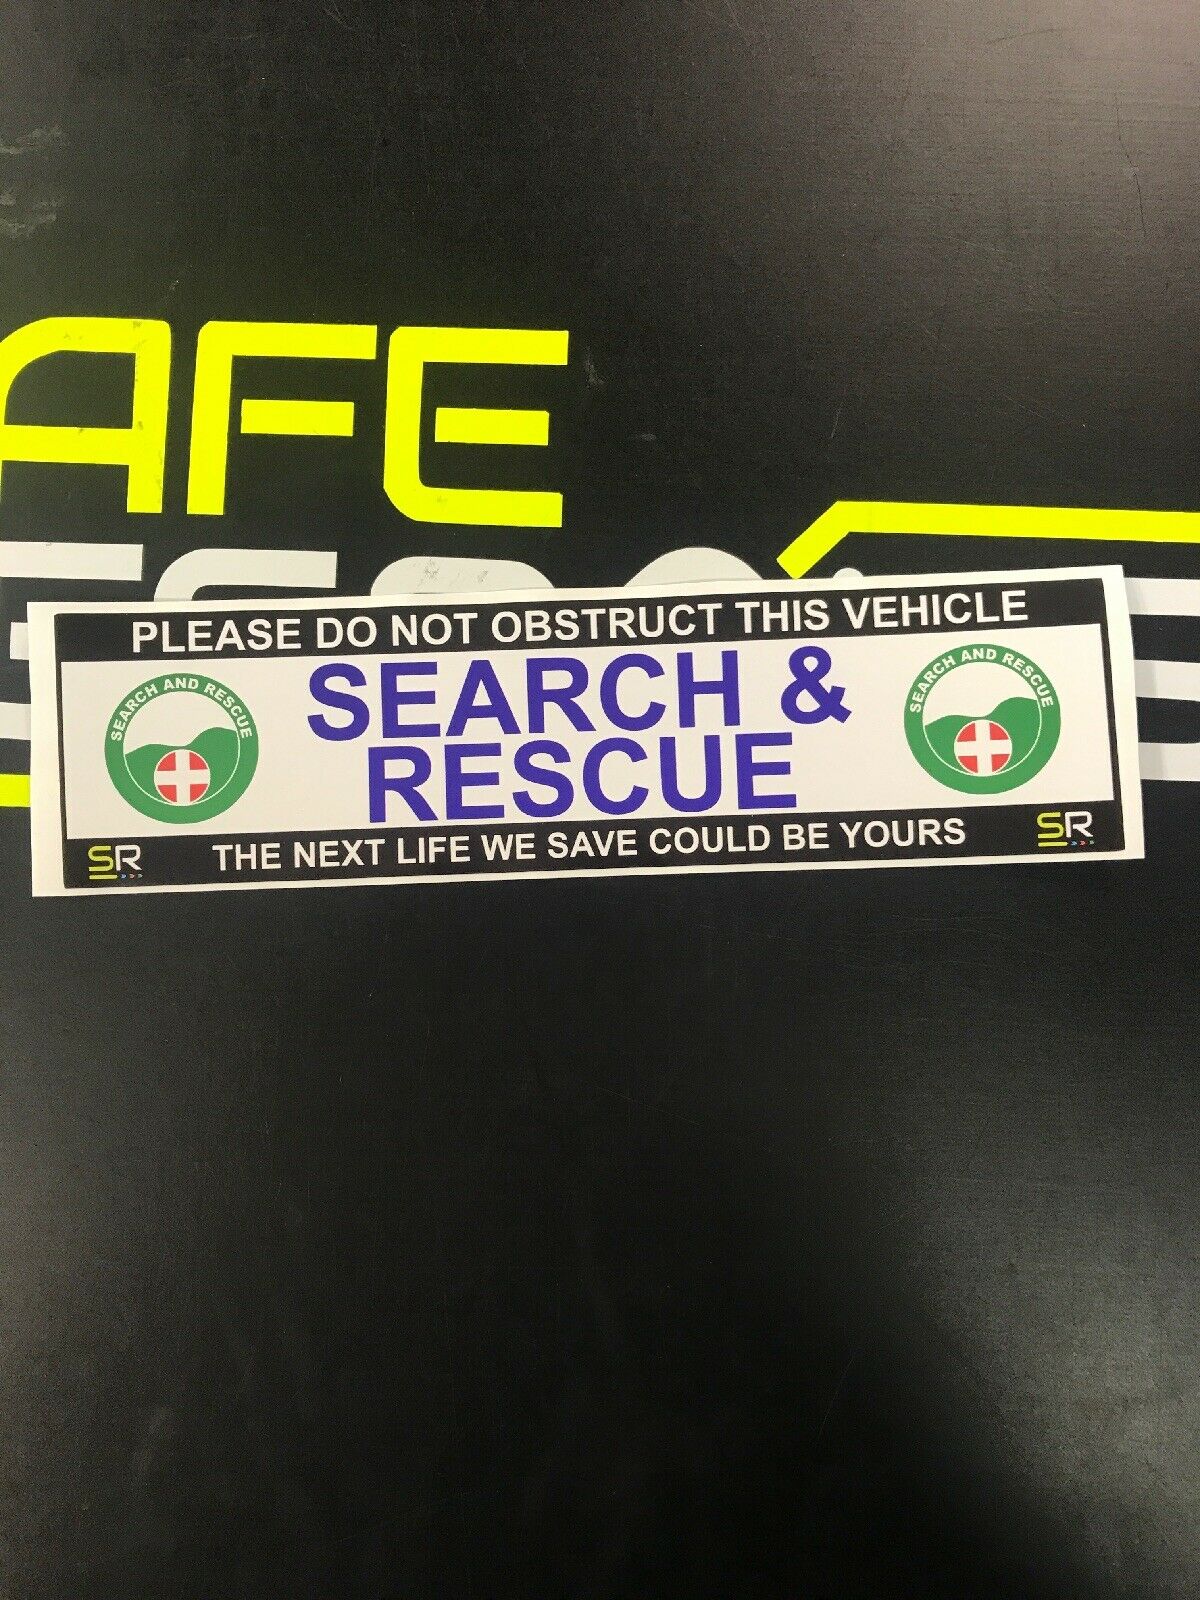 AFE
PLEASE DO NOT OBSTRUCT THIS VEHICLE
SEARCH AND RESCUE
SEARCH &
RESCUE
SEARCH AND RESCUE
SR
THE NEXT LIFE WE SAVE COULD BE YOURS
SR